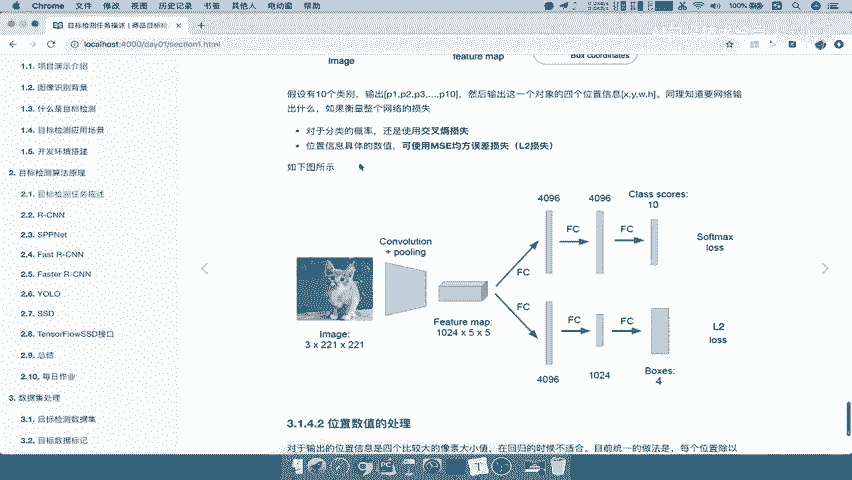 Chrome 文件 修改 视图 历史记录 书签 其他人 电动窗 帮助
100%
目标检测任务描述 | 商品目标检
localhost:4000/day01/section1.html
1.1. 项目演示介绍
1.2. 图像识别背景
1.3. 什么是目标检测
1.4. 目标检测应用场景
1.5. 开发环境搭建
2. 目标检测算法原理
2.1. 目标检测任务描述
2.2. R-CNN
2.3. SPPNet
2.4. Fast R-CNN
2.5. Faster R-CNN
2.6. YOLO
2.7. SSD
2.8. TensorFlowSSD接口
2.9. 总结
2.10. 每日作业
3. 数据集处理
3.1. 目标检测数据集
3.2. 目标数据标记
Image
feature map
Box coordinates
假设有10个类别，输出[p1,p2,p3,...,p10]，然后输出这一个对象的四个位置信息[x,y,w,h]。同理知道要网络输
出什么，如果衡量整个网络的损失
• 对于分类的概率，还是使用交叉熵损失
• 位置信息具体的数值，可使用MSE均方误差损失（L2损失）
如下图所示
Image:
3 x 221 x 221
Convolution
+ pooling
Feature map:
1024 x 5 x 5
FC
4096
FC
4096
FC
Class scores:
10
Softmax
loss
FC
4096
FC
1024
FC
Boxes:
4
L2
loss
3.1.4.2 位置数值的处理
对于输出的位置信息是四个比较大的像素大小值，在回归的时候不适合。目前统一的做法是，每个位置除以